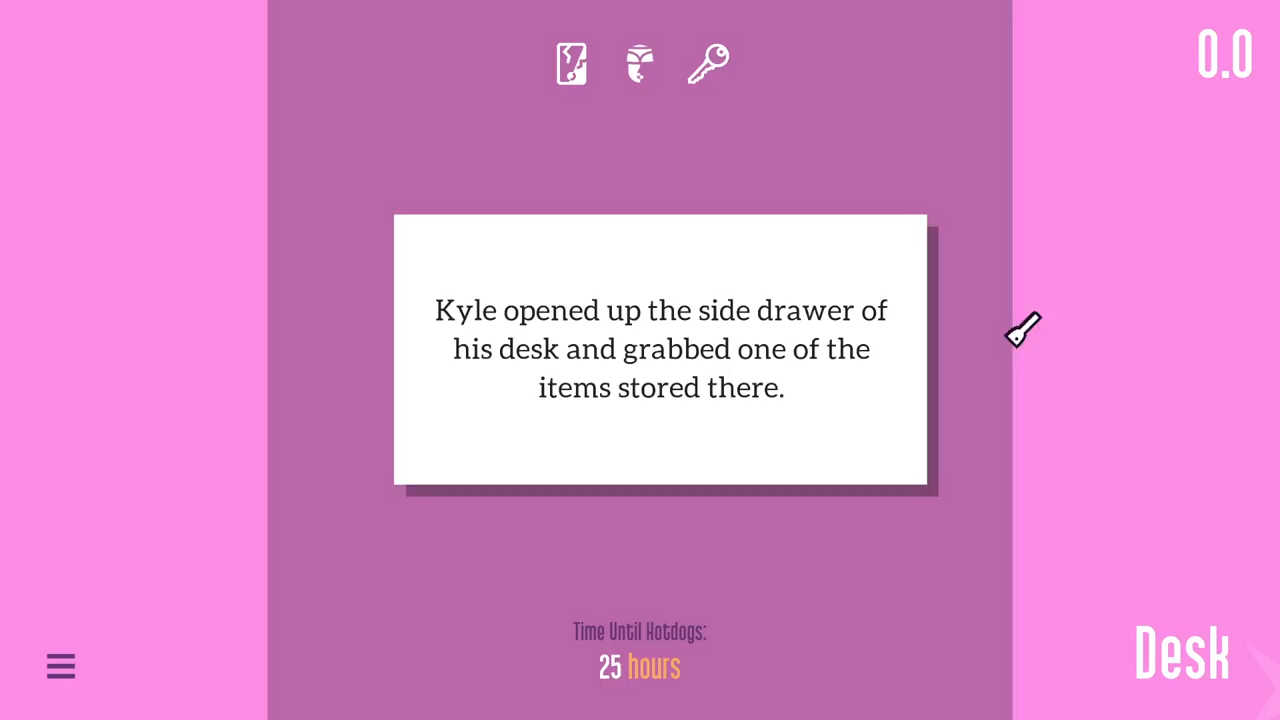 0.0
Kyle opened up the side drawer of
his desk and grabbed one of the
items stored there.
Time Until Hotdogs:
25 hours
Desk